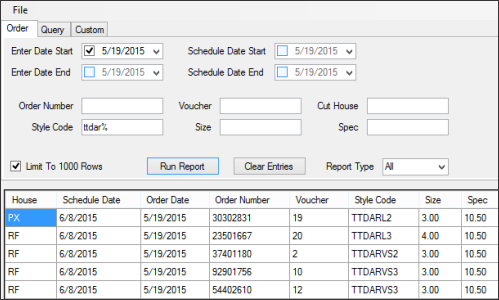 File
Order Query Custom
Enter Date Start 5/19/2015 Schedule Date Start 5/19/2015
Enter Date End 5/19/2015 Schedule Date End 5/19/2015
Order Number Voucher Cut House
Style Code ttdar% Size Spec
Limit To 1000 Rows Run Report Clear Entries Report Type All
House Schedule Date Order Date Order Number Voucher Style Code Size Spec
PX 6/8/2015 5/19/2015 30302831 19 TTDARL2 3.00 10.50
RF 6/8/2015 5/19/2015 23501667 20 TTDARL3 4.00 10.50
RF 6/8/2015 5/19/2015 37401180 2 TTDARVS2 3.00 10.50
RF 6/8/2015 5/19/2015 92901756 10 TTDARVS3 3.00 10.50
RF 6/8/2015 5/19/2015 54402610 12 TTDARVS3 3.00 10.50